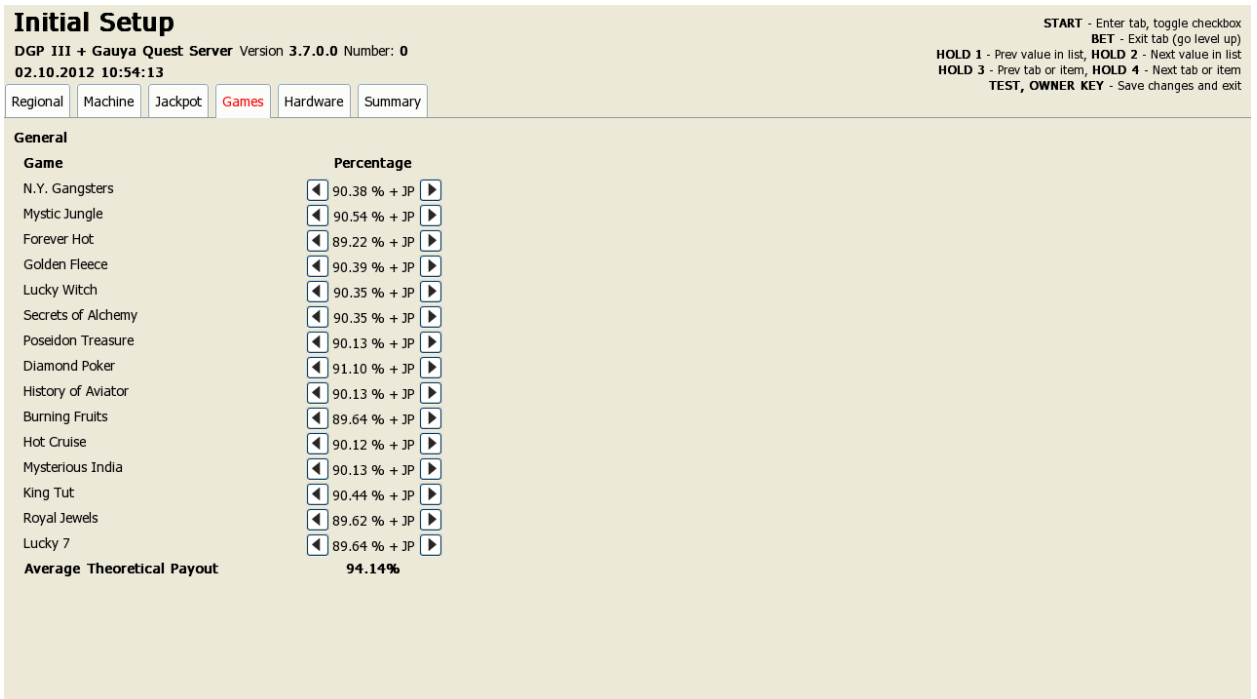 Initial Setup
DGP III + Gauya Quest Server Version 3.7.0.0 Number: 0
02.10.2012 10:54:13
START - Enter tab, toggle checkbox
BET - Exit tab (go level up)
HOLD 1 - Prev value in list, HOLD 2 - Next value in list
HOLD 3 - Prev tab or item, HOLD 4 - Next tab or item
TEST, OWNER KEY - Save changes and exit
Regional Machine Jackpot Games Hardware Summary
General
Game Percentage
N.Y. Gangsters 90.38 % + JP
Mystic Jungle 90.54 % + JP
Forever Hot 89.22 % + JP
Golden Fleece 90.39 % + JP
Lucky Witch 90.35 % + JP
Secrets of Alchemy 90.35 % + JP
Poseidon Treasure 90.13 % + JP
Diamond Poker 91.10 % + JP
History of Aviator 90.13 % + JP
Burning Fruits 89.64 % + JP
Hot Cruise 90.12 % + JP
Mysterious India 90.13 % + JP
King Tut 90.44 % + JP
Royal Jewels 89.62 % + JP
Lucky 7 89.64 % + JP
Average Theoretical Payout 94.14%